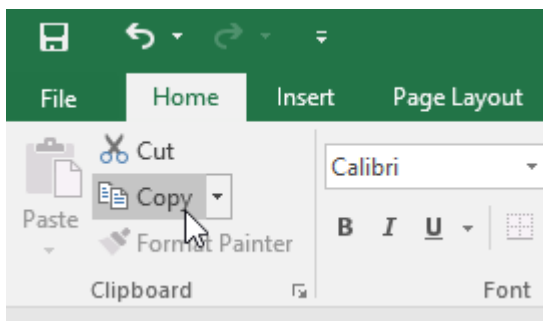 File Home Insert Page Layout
Cut
Calibri
Copy
Paste
B I U
Format Painter
Clipboard Font